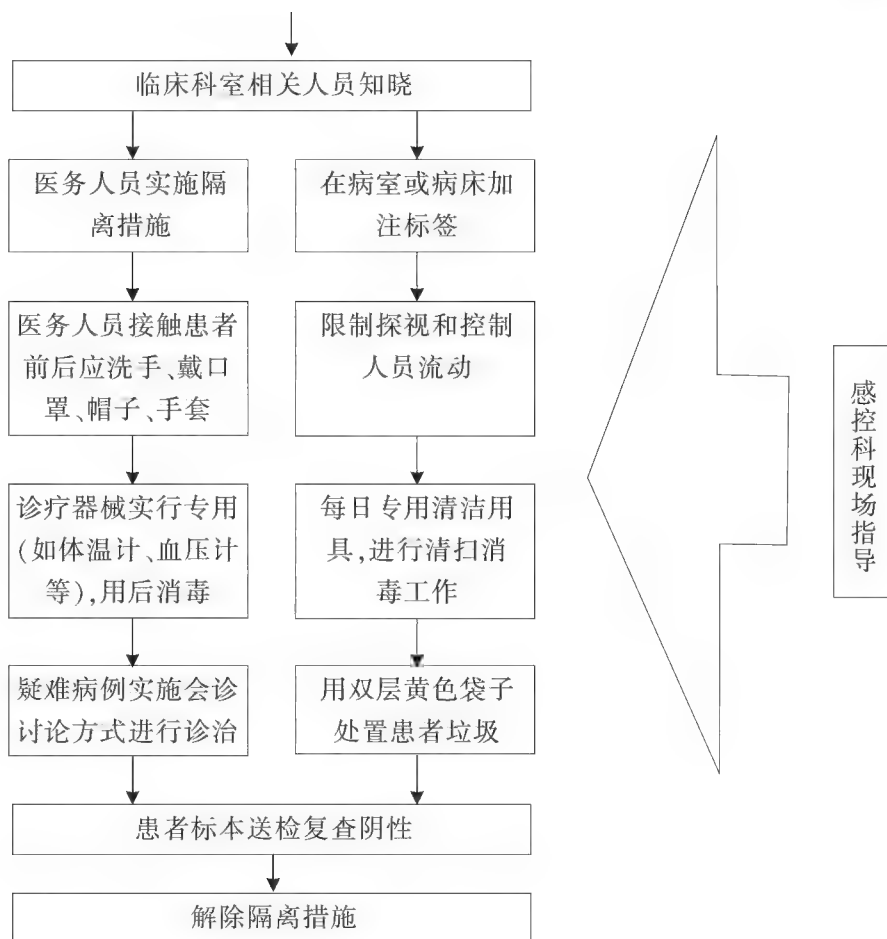 临床科室相关人员知晓
医务人员实施隔
离措施
在病室或病床加
注标签
医务人员接触患者
前后应洗手、戴口
罩、帽子、手套
限制探视和控制
人员流动
诊疗器械实行专用
(如体温计、血压计
等),用后消毒
每日专用清洁用
具,进行清扫消
毒工作
疑难病例实施会诊
讨论方式进行诊治
用双层黄色袋子
处置患者垃圾
患者标本送检复查阴性
解除隔离措施
感控科现场指导